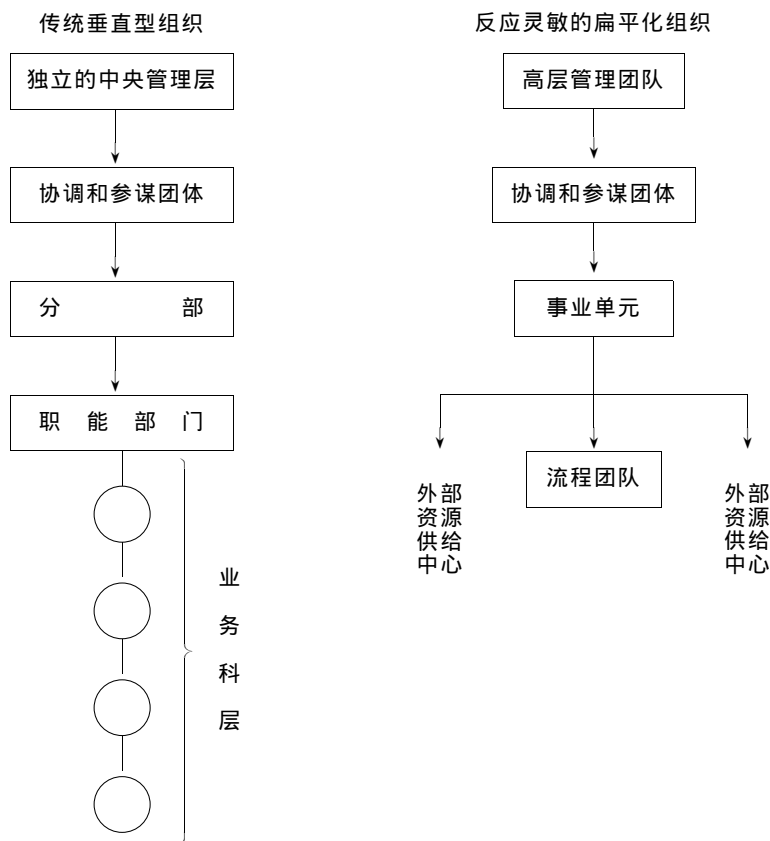 传统垂直型组织
独立的中央管理层
协调和参谋团体
分部
职能部门
业务科层
反应灵敏的扁平化组织
高层管理团队
协调和参谋团体
事业单元
外部
资源
供给
中心
流程团队
外部
资源
供给
中心